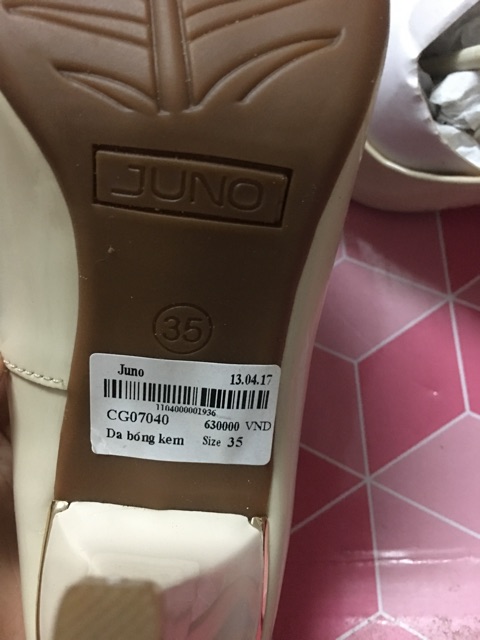 JUNO
35
Juno 13.04.17
1104000001936
CG07040 630000 VND
Da bóng kem Size 35